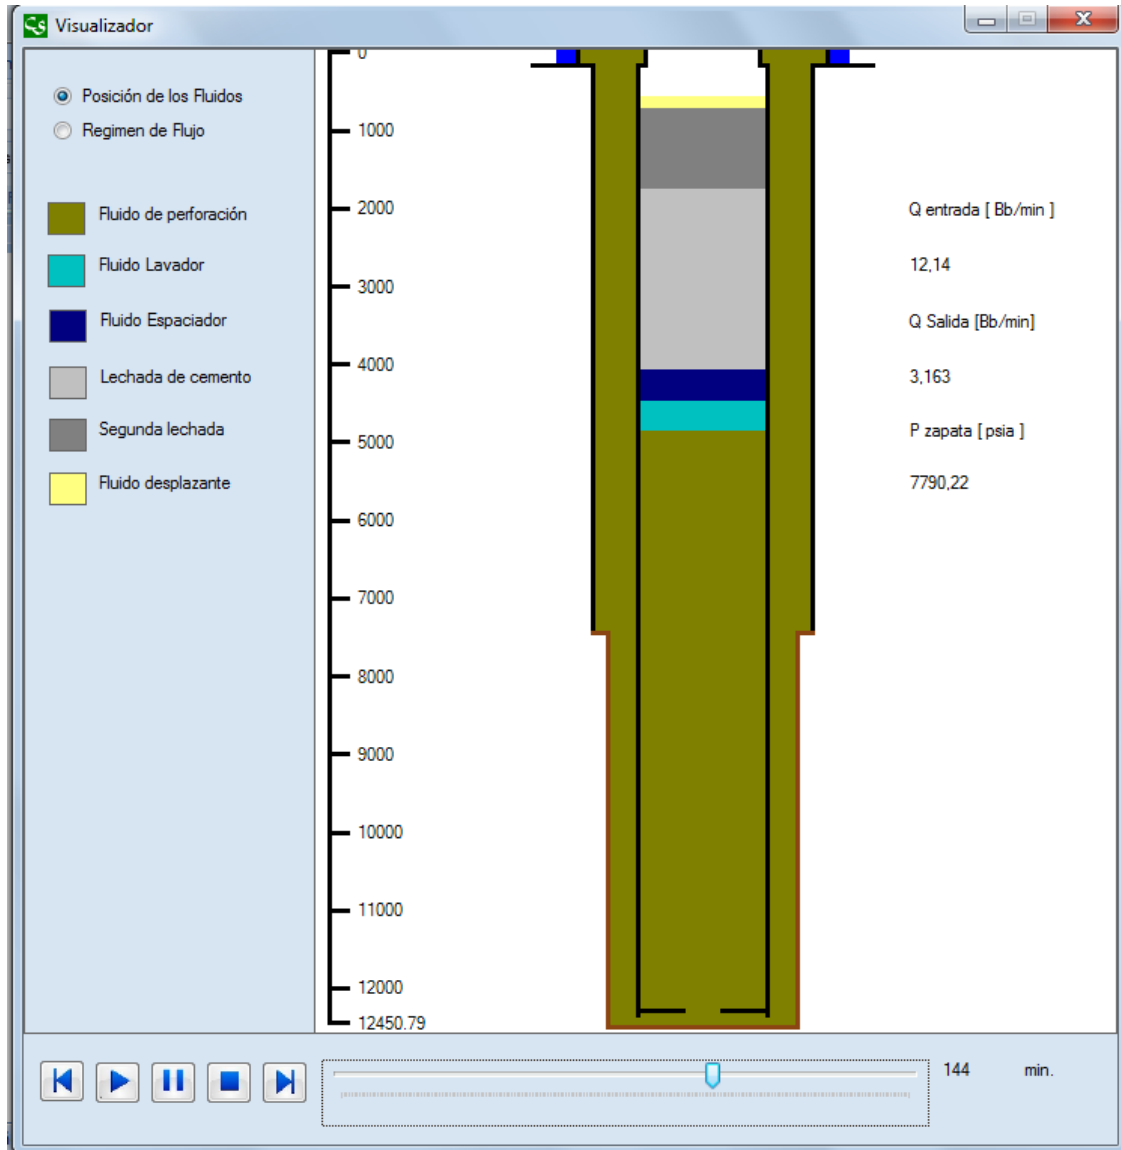 Visualizador
Posición de los Fluidos
Regimen de Flujo
Fluido de perforación
Fluido Lavador
Fluido Espaciador
Lechada de cemento
Segunda lechada
Fluido desplazante
0
1000
2000
3000
4000
5000
6000
7000
8000
9000
10000
11000
12000
12450.79
Q entrada [ Bb/min ]
12,14
Q Salida [Bb/min]
3,163
P zapata [ psia ]
7790,22
144 min.